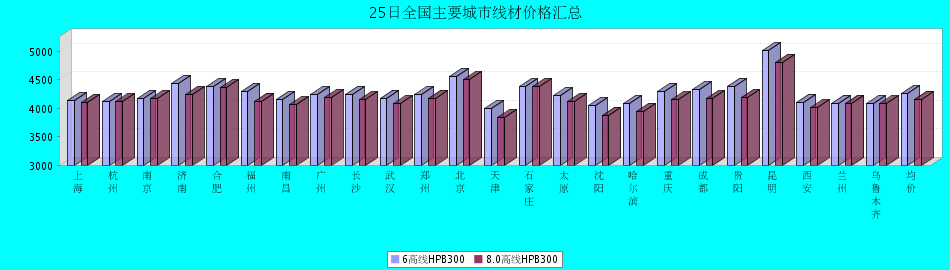 25日全国主要城市线材价格汇总
5000
4500
4000
3500
3000
上海 杭州 南京 济南 合肥 福州 南昌 广州 长沙 武汉 郑州 北京 天津 石家庄 太原 沈阳 哈尔滨 重庆 成都 贵阳 昆明 西安 兰州 乌鲁木齐 均价
6高线HPB300 8.0高线HPB300